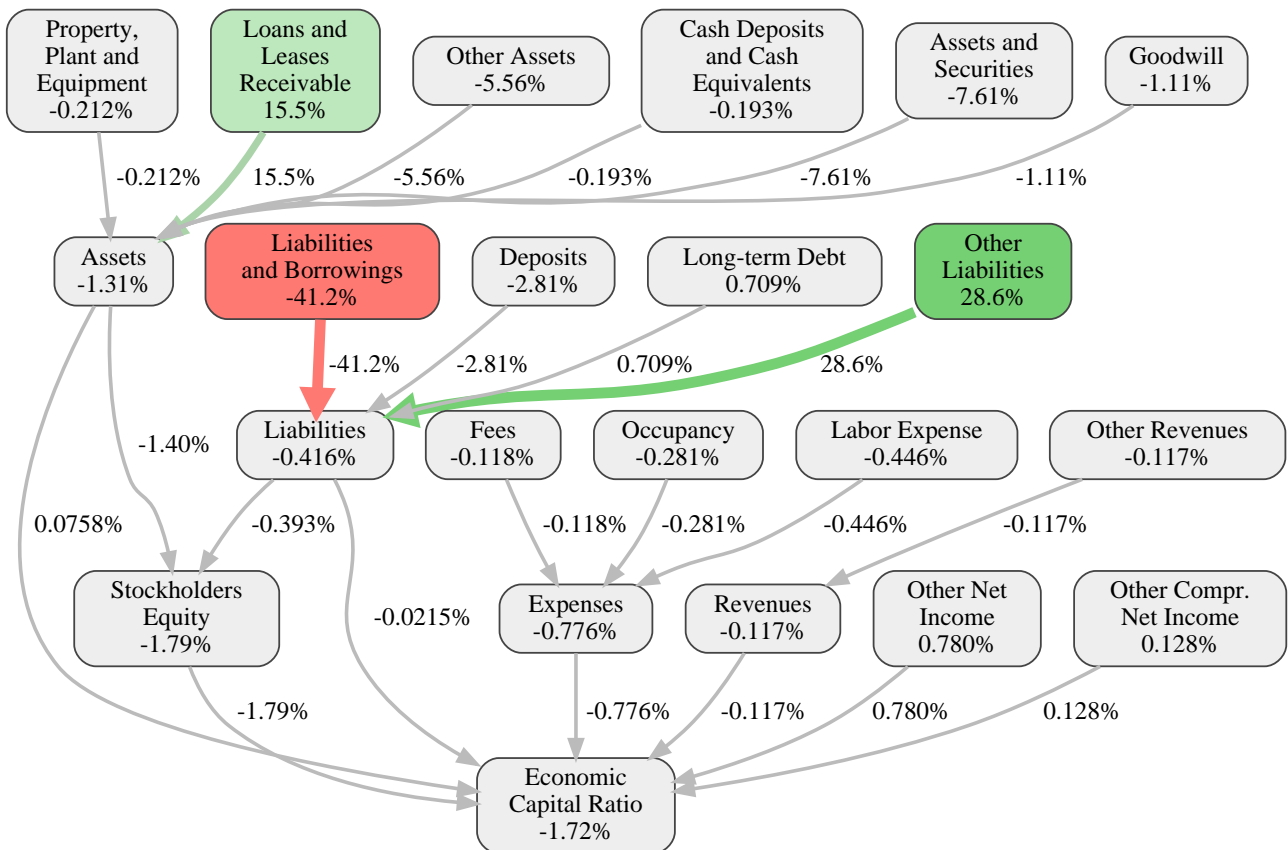 Property,
Plant and
Equipment
-0.212%
Loans and
Leases
Receivable
15.5%
Other Assets
-5.56%
Cash Deposits
and Cash
Equivalents
-0.193%
Assets and
Securities
-7.61%
Goodwill
-1.11%
-0.212%
15.5%
-5.56%
-0.193%
-7.61%
-1.11%
Assets
-1.31%
Liabilities
and Borrowings
-41.2%
Deposits
-2.81%
Long-term Debt
0.709%
Other
Liabilities
28.6%
-41.2%
-2.81%
0.709%
28.6%
Liabilities
-0.416%
Fees
-0.118%
Occupancy
-0.281%
Labor Expense
-0.446%
Other Revenues
-0.117%
-1.40%
0.0758%
-0.393%
-0.118%
-0.281%
-0.446%
-0.117%
Stockholders
Equity
-1.79%
-0.0215%
Expenses
-0.776%
Revenues
-0.117%
Other Net
Income
0.780%
Other Compr.
Net Income
0.128%
-1.79%
-0.776%
-0.117%
0.780%
0.128%
Economic
Capital Ratio
-1.72%